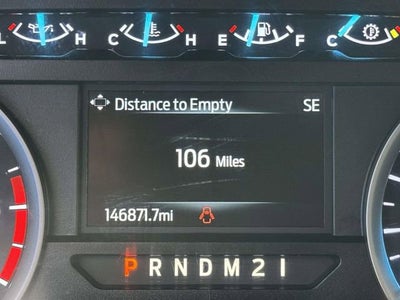 L H C H E F C
Distance to Empty SE
106 Miles
146871.7mi
P R N D M 2 1